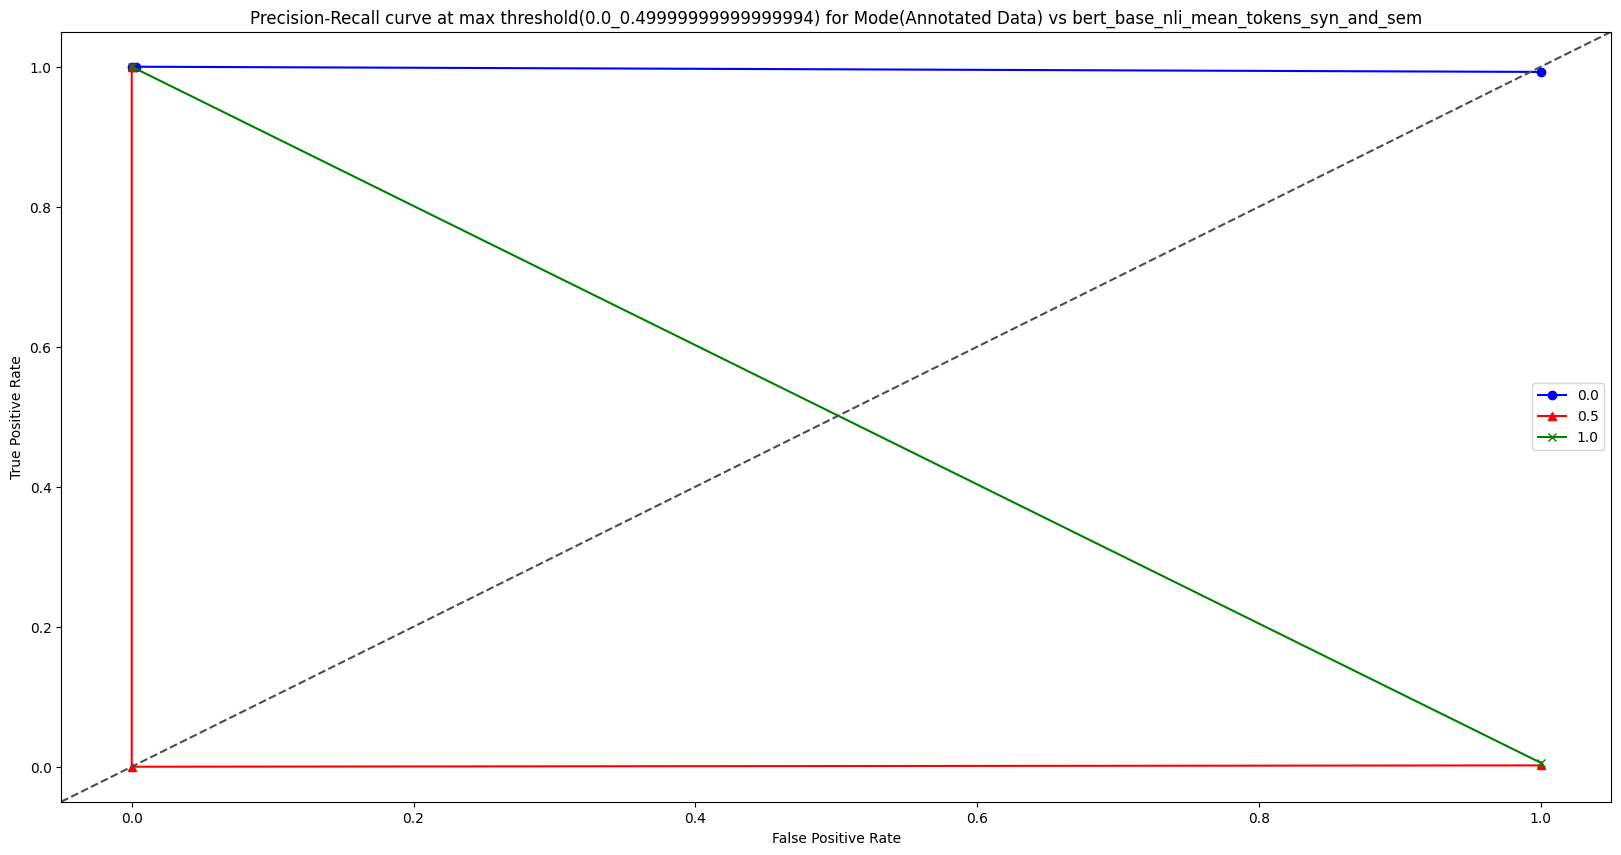 Precision-Recall curve at max threshold(0.0_0.49999999999999994) for Mode(Annotated Data) vs bert_base_nli_mean_tokens_syn_and_sem
1.0
0.8
0.6
0.4
0.2
0.0
True Positive Rate
0.0
0.5
1.0
0.0 0.2 0.4 0.6 0.8 1.0
False Positive Rate